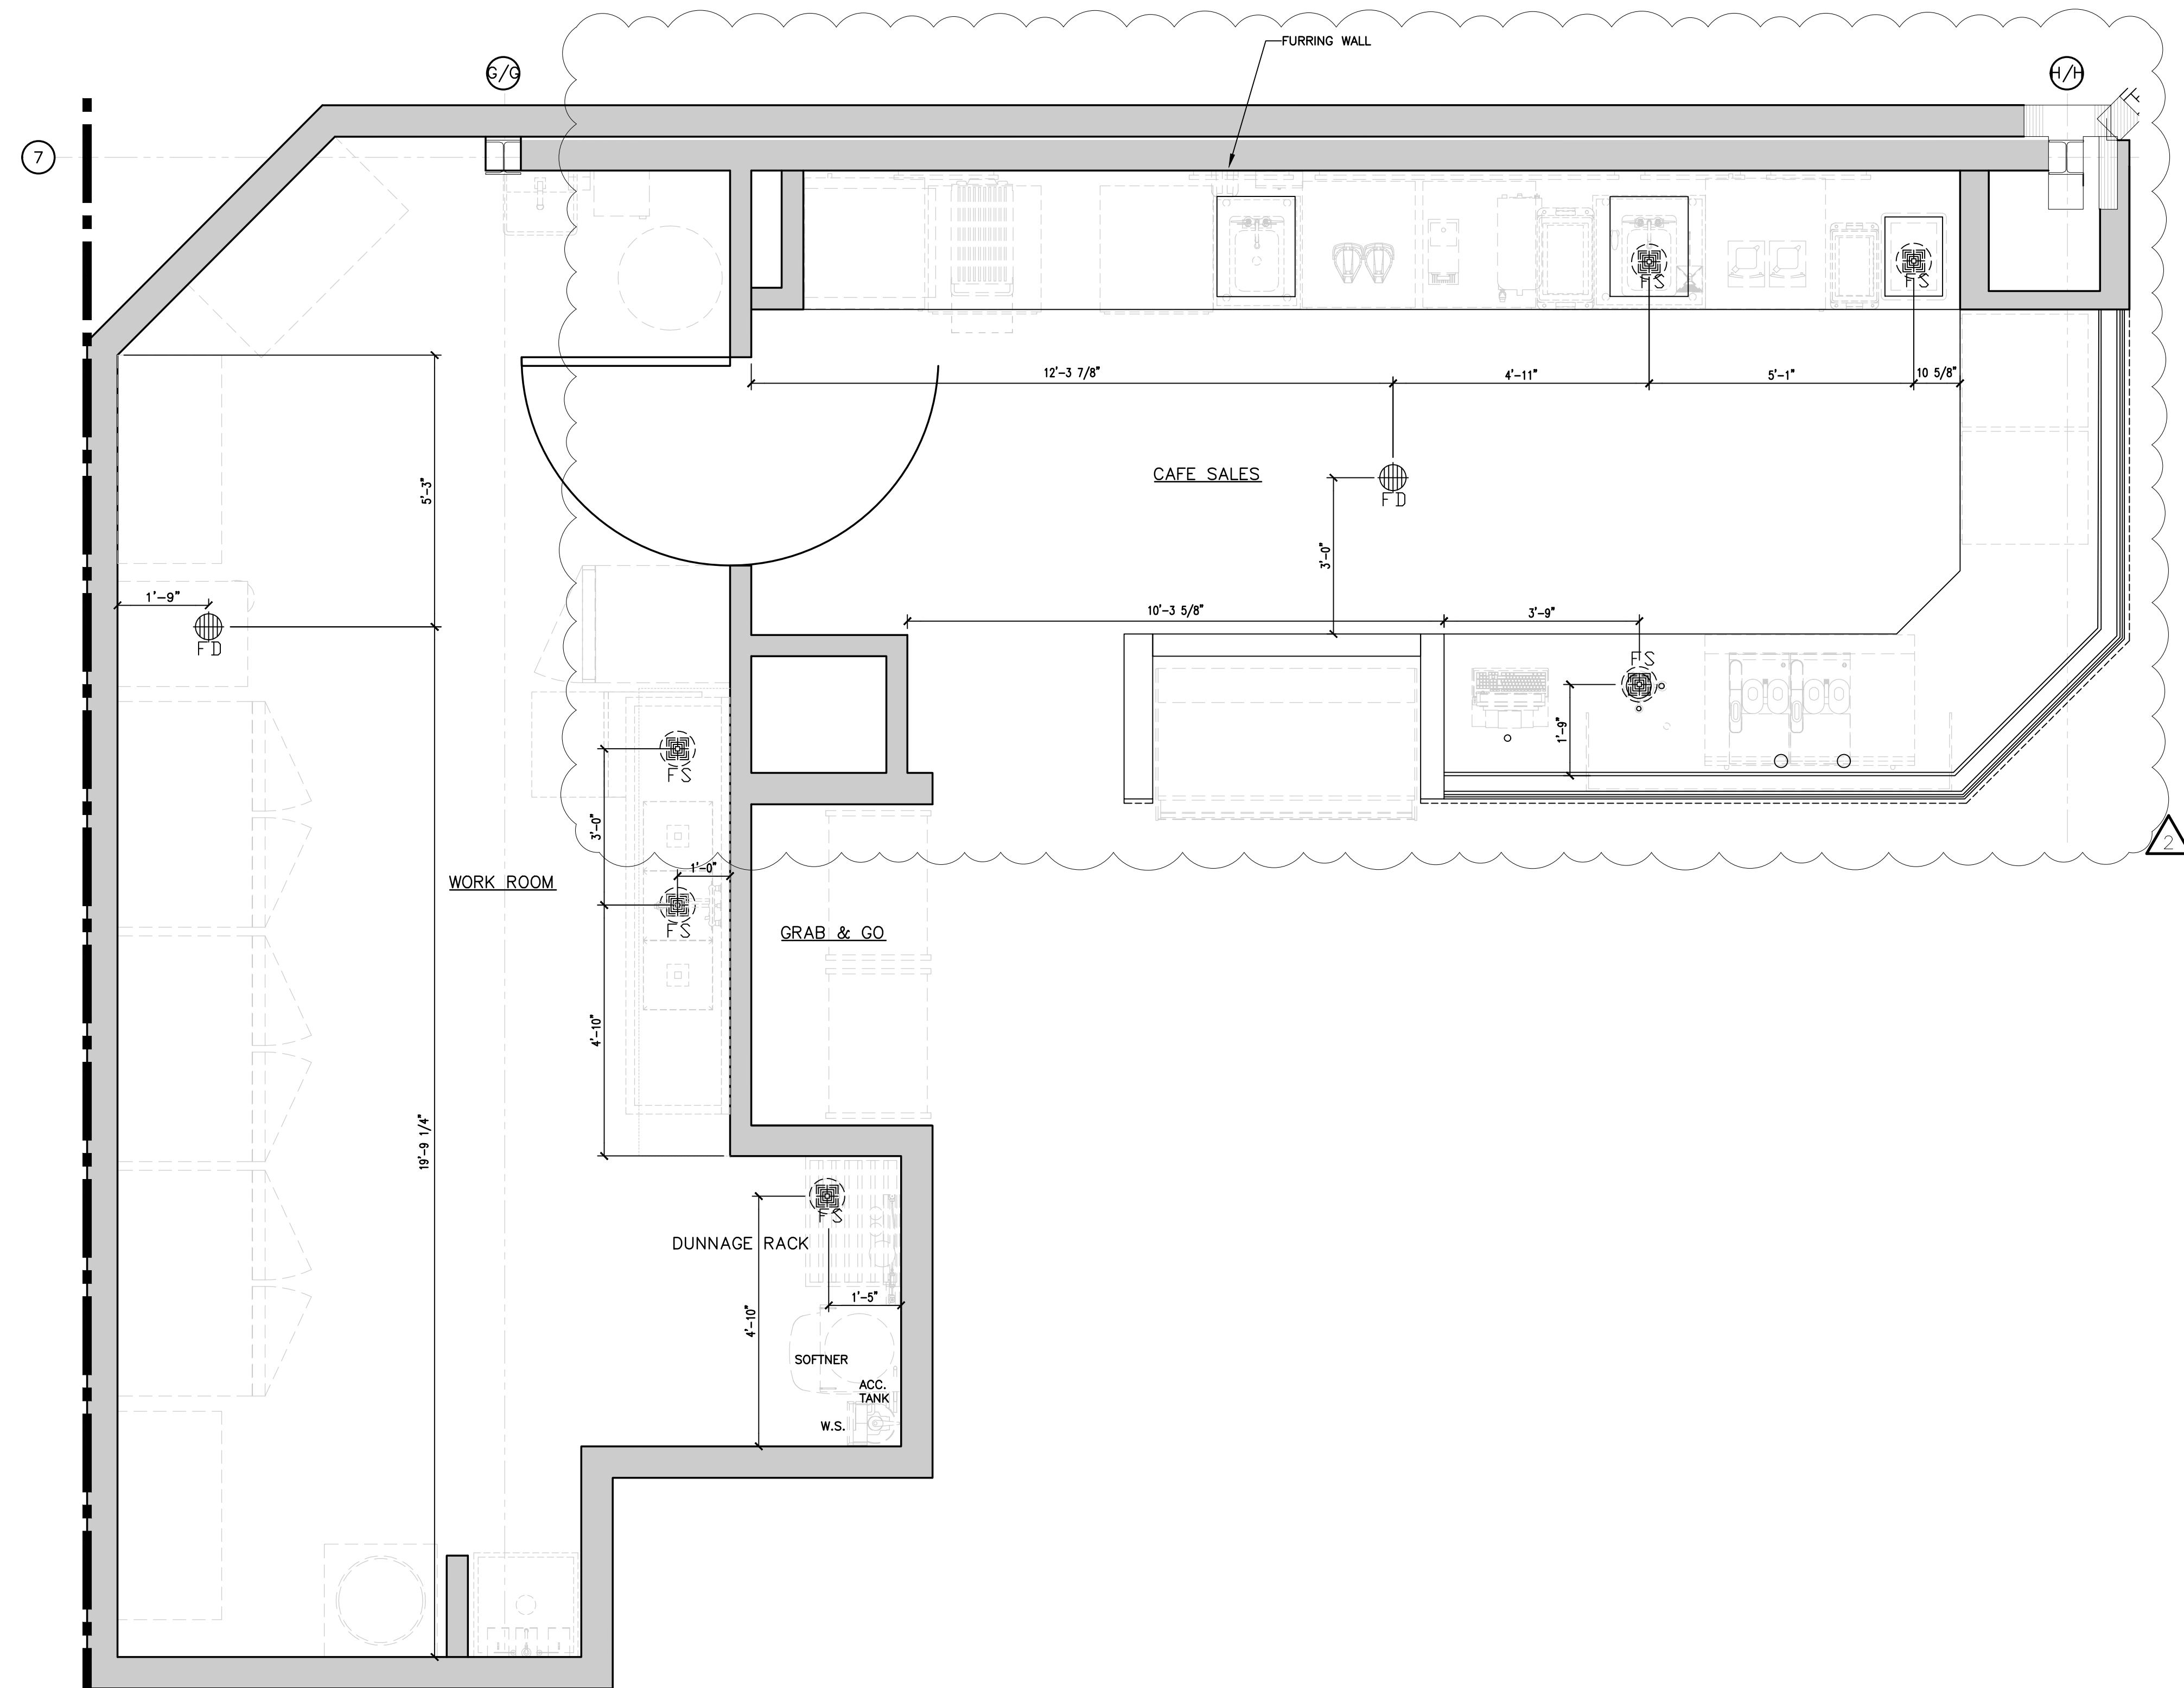 FURRING WALL
G/G
H/H
7
FS
FS
12'-3 7/8"
4'-11"
5'-1"
10 5/8"
5'-3"
CAFE SALES
FD
3'-0"
1'-9"
FD
10'-3 5/8"
3'-9"
FS
1'-9"
FS
3'-0"
2
1'-0"
WORK ROOM
FS
GRAB & GO
4'-10"
19'-9 1/4"
FS
DUNNAGE RACK
1'-5"
4'-10"
SOFTNER
ACC.
TANK
W.S.